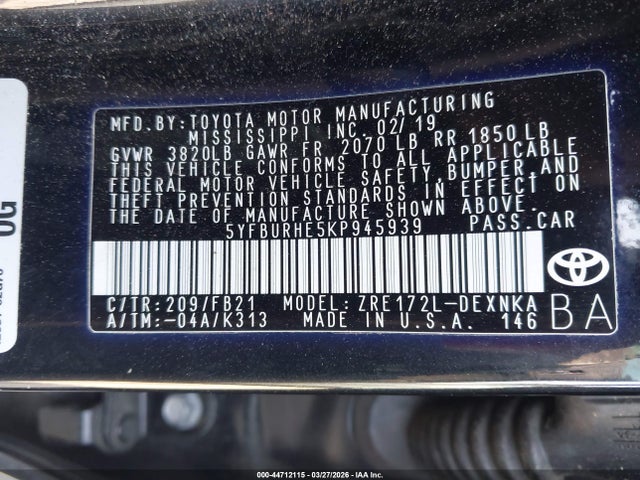 MFD.BY:TOYOTA MOTOR MANUFACTURING
MISSISSIPPI INC. 02/19
GVWR 3820LB GAWR FR 2070 LB RR 1850 LB
THIS VEHICLE CONFORMS TO ALL APPLICABLE
FEDERAL MOTOR VEHICLE SAFETY, BUMPER, AND
THEFT PREVENTION STANDARDS IN EFFECT ON
THE DATE OF MANUFACTURE SHOWN ABOVE.
5YFBURHE5KP945939 PASS.CAR
C/TR:209/FB21 MODEL:ZRE172L-DEXNKA
A/TM:-04A/K313 MADE IN U.S.A. 146
BA
OG
000-44712115 - 03/27/2026 - IAA Inc.